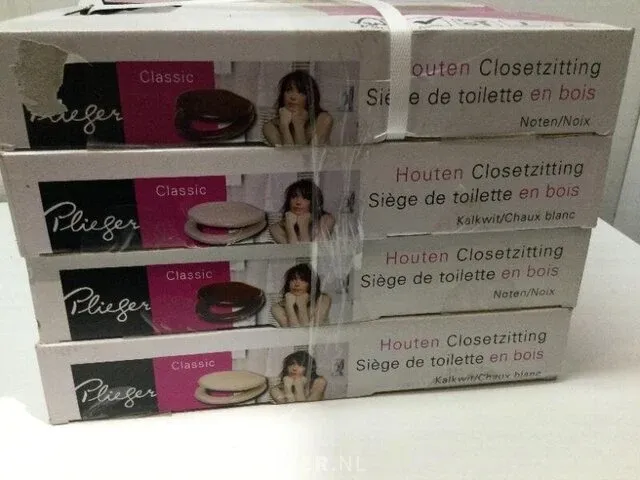 Plieger
Classic
Houten Closetzitting
Siège de toilette en bois
Noten/Noix
Plieger
Classic
Houten Closetzitting
Siège de toilette en bois
Kalkwit/Chaux blanc
Plieger
Classic
Houten Closetzitting
Siège de toilette en bois
Noten/Noix
Plieger
Classic
Houten Closetzitting
Siège de toilette en bois
Kalkwit/Chaux blanc